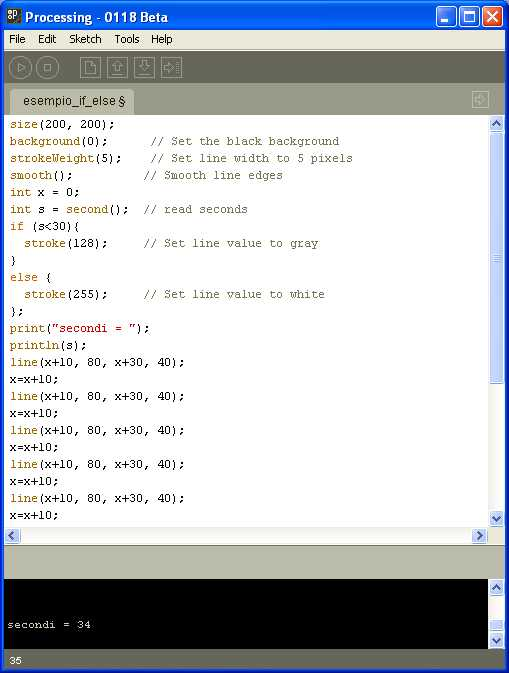 Processing - 0118 Beta
File Edit Sketch Tools Help
esempio_if_else §
size(200, 200);
background(0);      // Set the black background
strokeWeight(5);    // Set line width to 5 pixels
smooth();          // Smooth line edges
int x = 0;
int s = second();  // read seconds
if (s<30){
  stroke(128);     // Set line value to gray
}
else {
  stroke(255);     // Set line value to white
};
print("secondi = ");
println(s);
line(x+10, 80, x+30, 40);
x=x+10;
line(x+10, 80, x+30, 40);
x=x+10;
line(x+10, 80, x+30, 40);
x=x+10;
line(x+10, 80, x+30, 40);
x=x+10;
line(x+10, 80, x+30, 40);
x=x+10;
secondi = 34
35